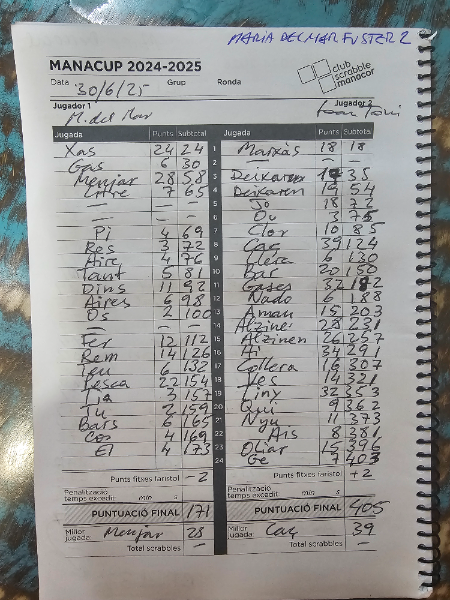 MARIA DEL MAR FUSTER 2
MANACUP 2024-2025
club scrabble manacor
Data 30/6/25 Grup Ronda
Jugador 1 M. del Mar Jugador 2 Joan Toni
Jugada Punts Subtotal Jugada Punts Subtotal
Xas 24 24 1 Marxàs 18 18
Gas 6 30 2 — — —
Menjar 28 58 3 Deixaren 35
7 65 4 Deixaren 19 54
— — 5 Jo 18 72
— — 6 Ou 3 75
Pi 4 69 7 Clor 10 85
Res 3 72 8 Caç 39 124
Aire 4 76 9 6 130
Tant 5 81 10 Bar 20 150
Dins 11 92 11 Gases 32 182
Aires 6 98 12 Nado 6 188
Os 2 100 13 Aman 15 203
— — 14 Alzina 28 231
Fer 12 112 15 Alzines 26 257
Rem 14 126 16 Ai 34 291
Teu 6 132 17 Collera 16 307
Pesca 22 154 18 Ves 14 321
Tia 3 157 19 Tiny 32 353
Tu 2 159 20 Qui 9 362
Bars 6 165 21 Nyu 11 373
Cos 4 169 22 Ais 8 381
El 4 173 23 Oliar 15 396
24 Ge 7 403
Punts fitxes faristol -2 Punts fitxes faristol +2
Penalització temps excedit min s Penalització temps excedit min s
PUNTUACIÓ FINAL 171 PUNTUACIÓ FINAL 405
Millor jugada: Menjar 28 Millor jugada: Caç 39
Total scrabbles — Total scrabbles —